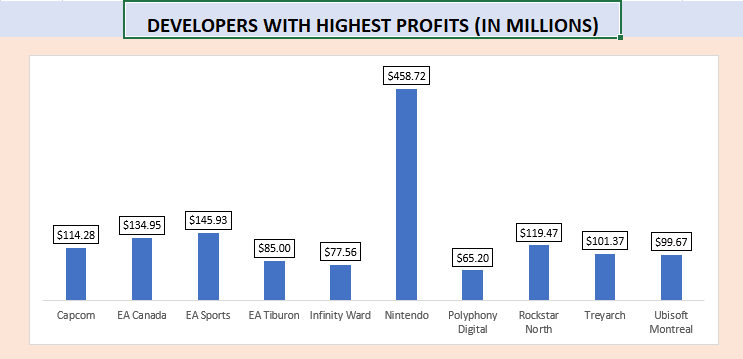 DEVELOPERS WITH HIGHEST PROFITS (IN MILLIONS)
$458.72
$114.28
$134.95
$145.93
$85.00
$77.56
$65.20
$119.47
$101.37
$99.67
Capcom
EA Canada
EA Sports
EA Tiburon
Infinity Ward
Nintendo
Polyphony
Digital
Rockstar
North
Treyarch
Ubisoft
Montreal